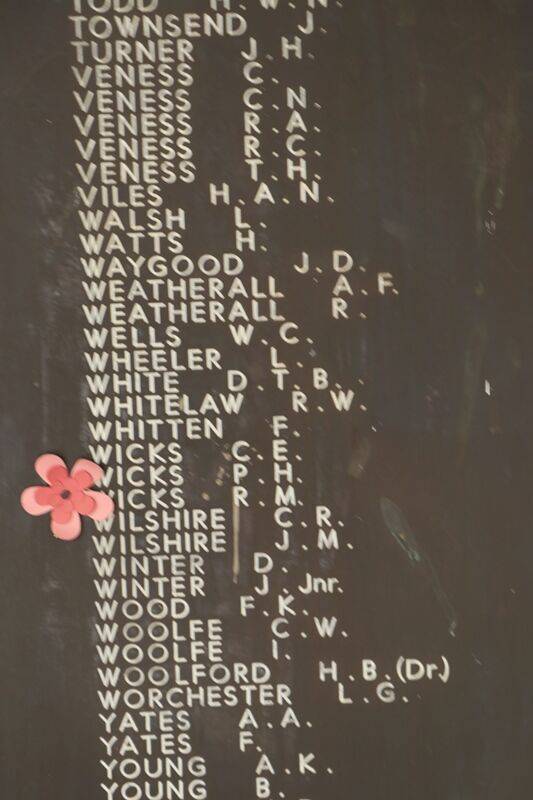 TODD H.W.N.
TOWNSEND J.
TURNER J.H.
VENESS C.
VENESS C.N.
VENESS R.A.
VENESS R.C.
VENESS T.H.
VILES H.A.N.
WALSH L.
WATTS H.
WAYGOOD J.D.
WEATHERALL A.F.
WEATHERALL R.
WELLS W.C.
WHEELER L.
WHITE D.T.B.
WHITELAW R.W.
WHITTEN F.
WICKS C.E.
WICKS P.H.
WICKS R.M.
WILSHIRE C.R.
WILSHIRE J.M.
WINTER D.
WINTER J.Jnr.
WOOD F.K.
WOOLFE C.W.
WOOLFE I.
WOOLFORD H.B.(Dr.)
WORCHESTER L.G.
YATES A.A.
YATES F.
YOUNG A.K.
YOUNG B.